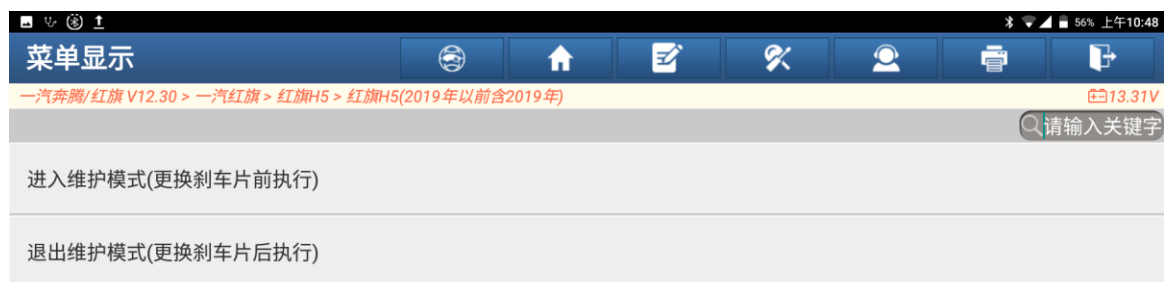 56% 上午10:48
菜单显示
一汽奔腾/红旗 V12.30 > 一汽红旗 > 红旗H5 > 红旗H5(2019年以前含2019年) 13.31V
请输入关键字
进入维护模式(更换刹车片前执行)
退出维护模式(更换刹车片后执行)